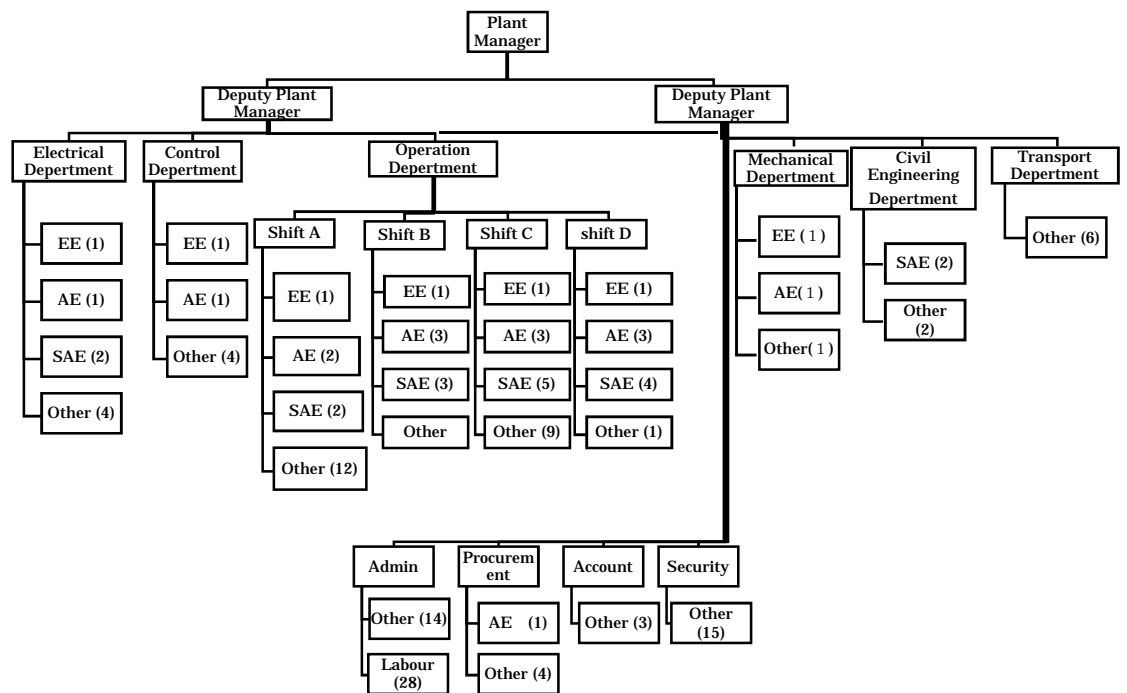 Plant
Manager
Deputy Plant
Manager
Deputy Plant
Manager
Electrical
Depertment
Control
Department
Operation
Department
Mechanical
Department
Civil
Engineering
Depertment
Transport
Department
EE (1)
AE (1)
SAE (2)
Other (4)
EE (1)
AE (1)
Other (4)
Shift A
EE (1)
AE (2)
SAE (2)
Other (12)
Shift B
EE (1)
AE (3)
SAE (3)
Other
Shift C
EE (1)
AE (3)
SAE (5)
Other (9)
shift D
EE (1)
AE (3)
SAE (4)
Other (1)
EE (1)
AE(1)
Other(1)
SAE (2)
Other
(2)
Other (6)
Admin
Other (14)
Labour
(28)
Procurem
ent
AE (1)
Other (4)
Account
Other (3)
Security
Other
(15)